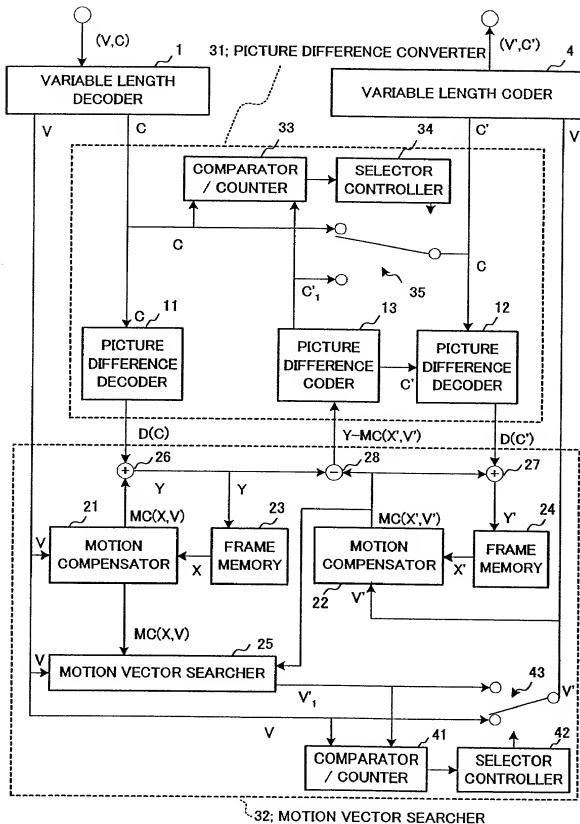 (V,C)
(V',C')
31; PICTURE DIFFERENCE CONVERTER
1
4
VARIABLE LENGTH
DECODER
VARIABLE LENGTH CODER
V
C
C'
V'
33
34
COMPARATOR
/ COUNTER
SELECTOR
CONTROLLER
C
C
C'1
35
C
11
13
12
PICTURE
DIFFERENCE
DECODER
PICTURE
DIFFERENCE
CODER
C'
PICTURE
DIFFERENCE
DECODER
D(C)
Y-MC(X',V')
D(C')
26
28
27
+
-
+
Y
Y
Y'
21
MC(X,V)
23
MC(X',V')
24
V
MOTION
COMPENSATOR
X
FRAME
MEMORY
MOTION
COMPENSATOR
X'
FRAME
MEMORY
22
V'
MC(X,V)
25
V
MOTION VECTOR SEARCHER
V'1
43
V'
V
41
42
COMPARATOR
/ COUNTER
SELECTOR
CONTROLLER
32; MOTION VECTOR SEARCHER